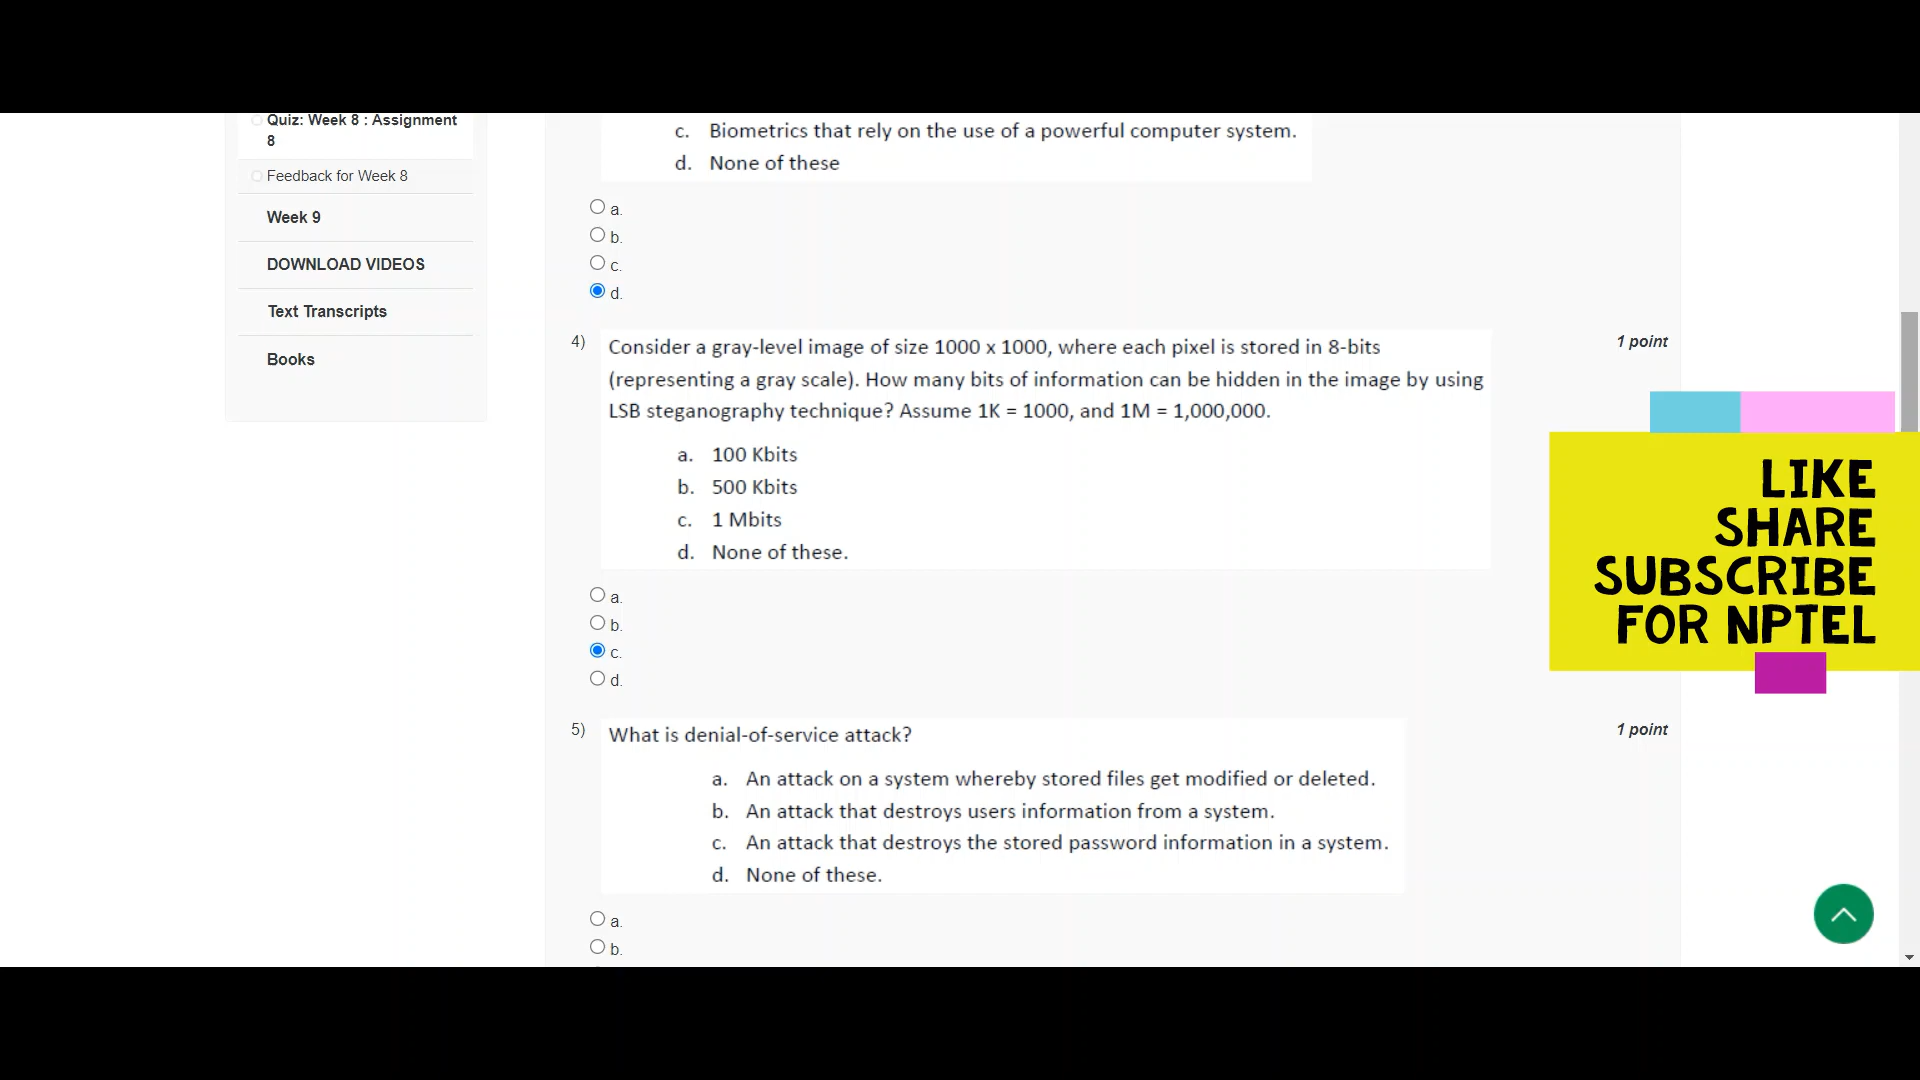 Quiz: Week 8 : Assignment
8
Feedback for Week 8
Week 9
DOWNLOAD VIDEOS
Text Transcripts
Books
c. Biometrics that rely on the use of a powerful computer system.
d. None of these
a.
b.
c.
d.
4) Consider a gray-level image of size 1000 x 1000, where each pixel is stored in 8-bits
(representing a gray scale). How many bits of information can be hidden in the image by using
LSB steganography technique? Assume 1K = 1000, and 1M = 1,000,000.
1 point
a. 100 Kbits
b. 500 Kbits
c. 1 Mbits
d. None of these.
a.
b.
c.
d.
5) What is denial-of-service attack?
1 point
a. An attack on a system whereby stored files get modified or deleted.
b. An attack that destroys users information from a system.
c. An attack that destroys the stored password information in a system.
d. None of these.
a.
b.
LIKE
SHARE
SUBSCRIBE
FOR NPTEL